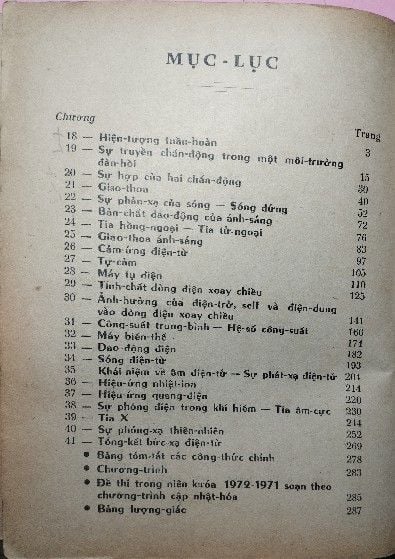 MỤC - LỤC
Chương Trang
18 — Hiện-tượng tuần-hoàn 3
19 — Sự truyền chấn-động trong một môi-trường
đàn-hồi 15
20 — Sự hợp của hai chấn-động 30
21 — Giao-thoa 40
22 — Sự phản-xạ của sóng — Sóng đứng 52
23 — Bản-chất dao-động của ánh-sáng 72
24 — Tia hồng-ngoại — Tia tử-ngoại 76
25 — Giao-thoa ánh-sáng 83
26 — Cảm-ứng điện-từ 97
27 — Tự-cảm 105
28 — Máy tụ điện 110
29 — Tính-chất dòng điện xoay chiều 125
30 — Ảnh-hưởng của điện-trở, self và điện-dung
vào dòng điện xoay chiều 141
31 — Công-suất trung-bình — Hệ-số công-suất 160
32 — Máy biến-thế 174
33 — Dao-động điện 182
34 — Sóng điện-từ 193
35 — Khái niệm về âm điện-tử — Sự phát-xạ điện-tử 204
36 — Hiệu-ứng nhiệt-ion 214
37 — Hiệu-ứng quang-điện 220
38 — Sự phóng điện trong khí hiếm — Tia âm-cực 230
39 — Tia X 244
40 — Sự phóng-xạ thiên-nhiên 252
41 — Tổng-kết bức-xạ điện-từ 269
• Bảng tóm-tắt các công-thức chính 278
• Chương-trình 283
• Đề thi trong niên khóa 1972-1971 soạn theo
chương-trình cập nhật-hóa 285
• Bảng lượng-giác 287